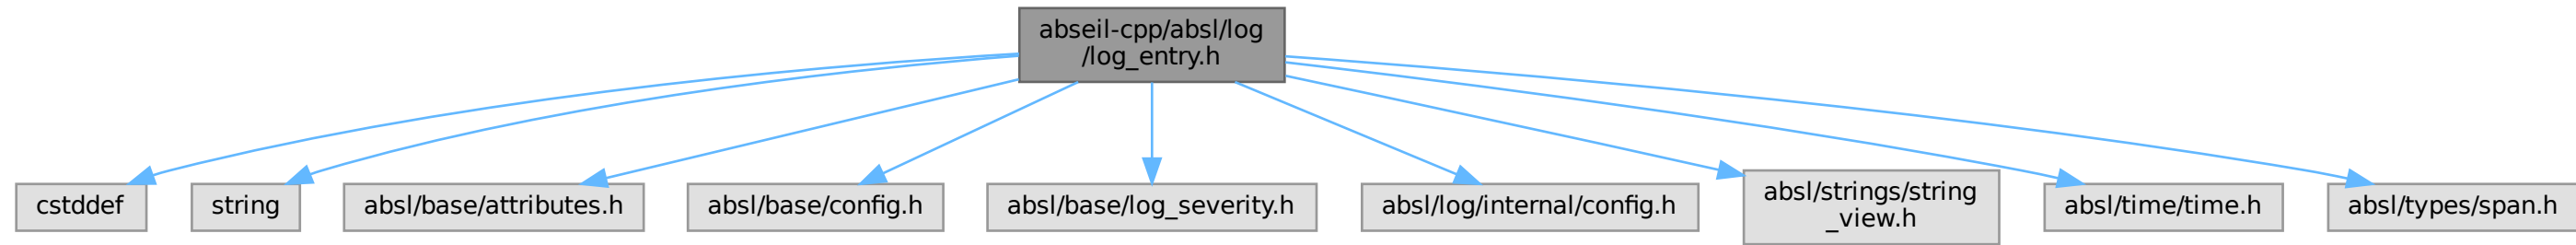 abseil-cpp/absl/log
/log_entry.h
cstddef
string
absl/base/attributes.h
absl/base/config.h
absl/base/log_severity.h
absl/log/internal/config.h
absl/strings/string
_view.h
absl/time/time.h
absl/types/span.h